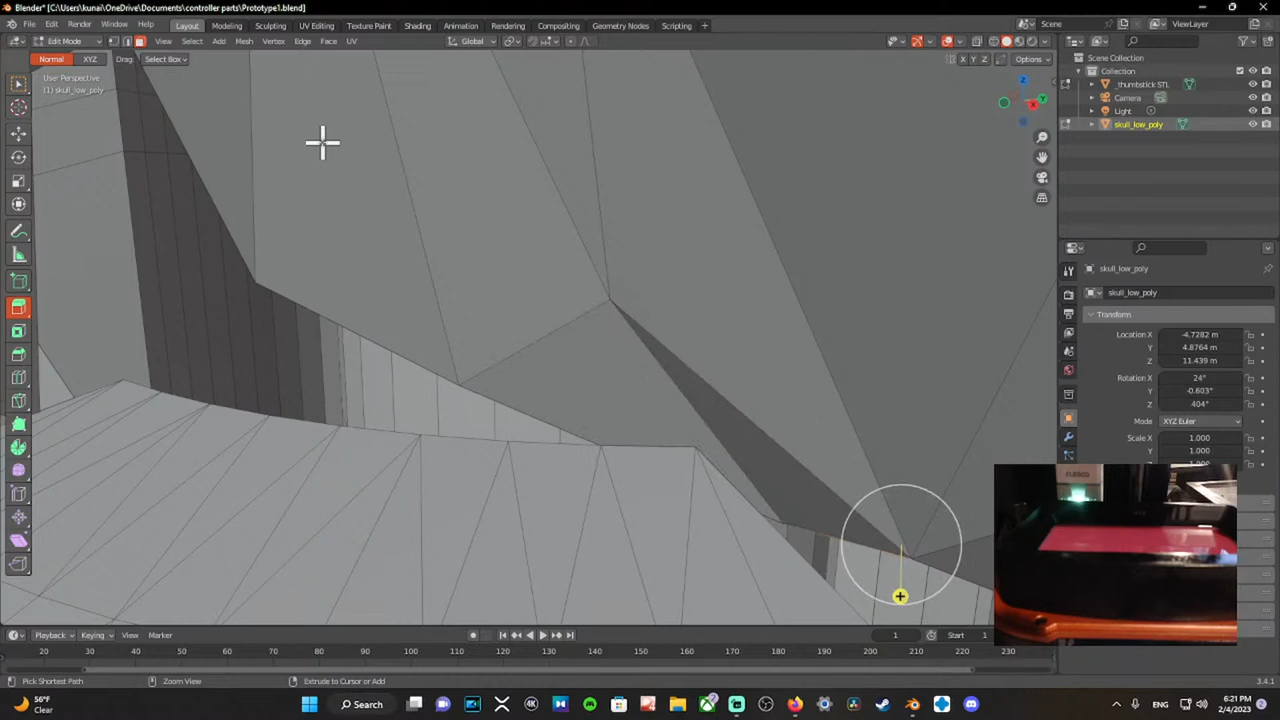 Blender* [C:\Users\kunai\OneDrive\Documents\controller parts\Prototype1.blend]
File Edit Render Window Help Layout Modeling Sculpting UV Editing Texture Paint Shading Animation Rendering Compositing Geometry Nodes Scripting + Scene ViewLayer
Edit Mode View Select Add Mesh Vertex Edge Face UV Global
Normal XYZ Drag: Select Box X Y Z Options
User Perspective
(1) skull_low_poly
Z
Y
X
Scene Collection
Collection
_thumbstick STL
Camera
Light
skull_low_poly
skull_low_poly
skull_low_poly
Transform
Location X -4.7282 m
Y 4.8764 m
Z 11.439 m
Rotation X 24°
Y -0.603°
Z 404°
Mode XYZ Euler
Scale X 1.000
Y 1.000
ELEGOO
Playback Keying View Marker 1 Start 1
20 30 40 50 60 70 80 90 100 110 120 130 140 150 160 170 180 190 200 210 220 230
Pick Shortest Path Zoom View Extrude to Cursor or Add 3.4.1
56°F
Clear
Search
ENG
6:21 PM
2/4/2023